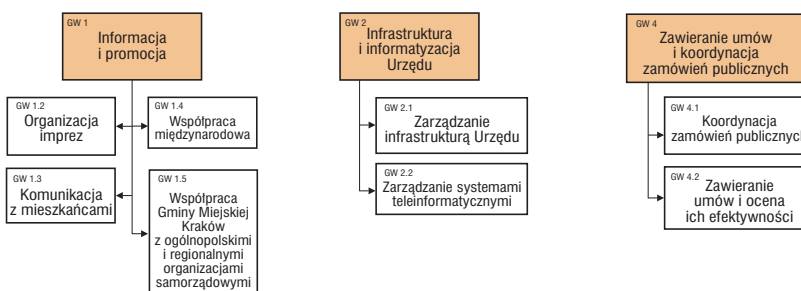 GW 1
Informacja
i promocja
GW 1.2
Organizacja
imprez
GW 1.4
Współpraca
międzynarodowa
GW 1.3
Komunikacja
z mieszkańcami
GW 1.5
Współpraca
Gminy Miejskiej
Kraków
z ogólnopolskimi
i regionalnymi
organizacjami
samorządowymi
GW 2
Infrastruktura
i informatyzacja
Urzędu
GW 2.1
Zarządzanie
infrastrukturą Urzędu
GW 2.2
Zarządzanie systemami
teleinformatycznymi
GW 4
Zawieranie umów
i koordynacja
zamówień publicznych
GW 4.1
Koordynacja
zamówień publicznych
GW 4.2
Zawieranie
umów i ocena
ich efektywności